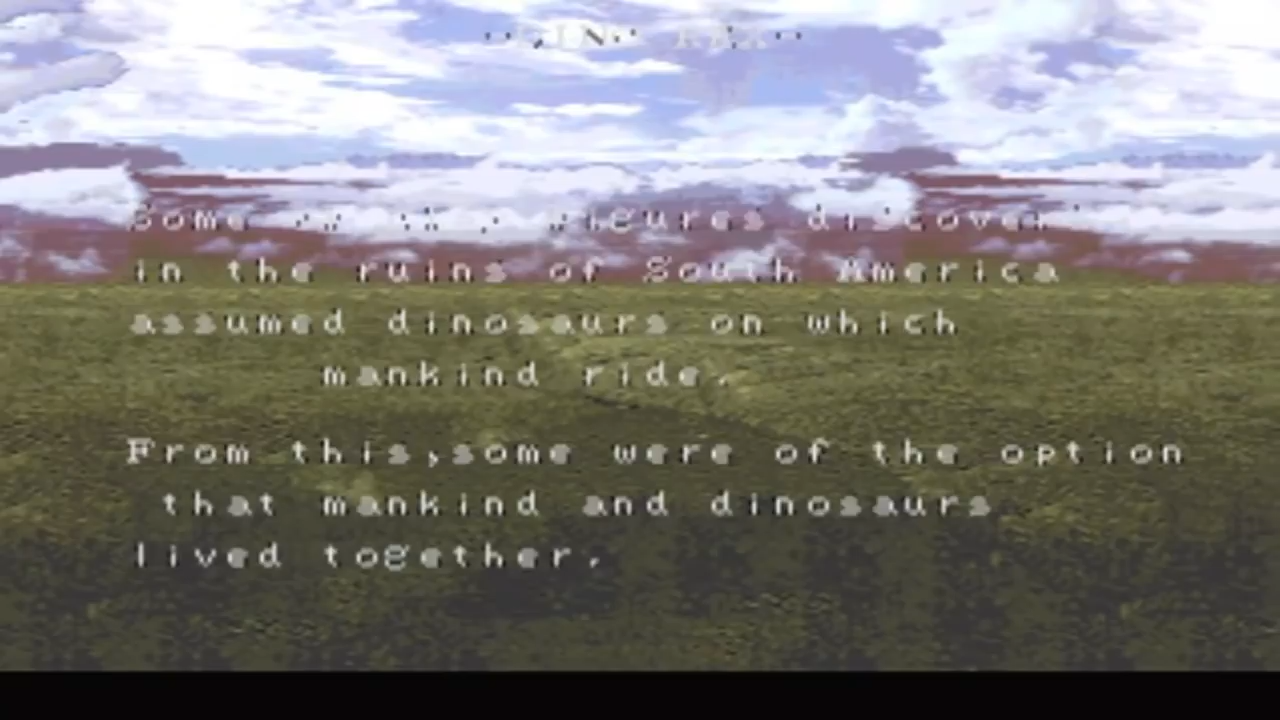 Some figures discover
in the ruins of South America
assumed dinosaurs on which
mankind ride.
From this,some were of the option
that mankind and dinosaurs
lived together.